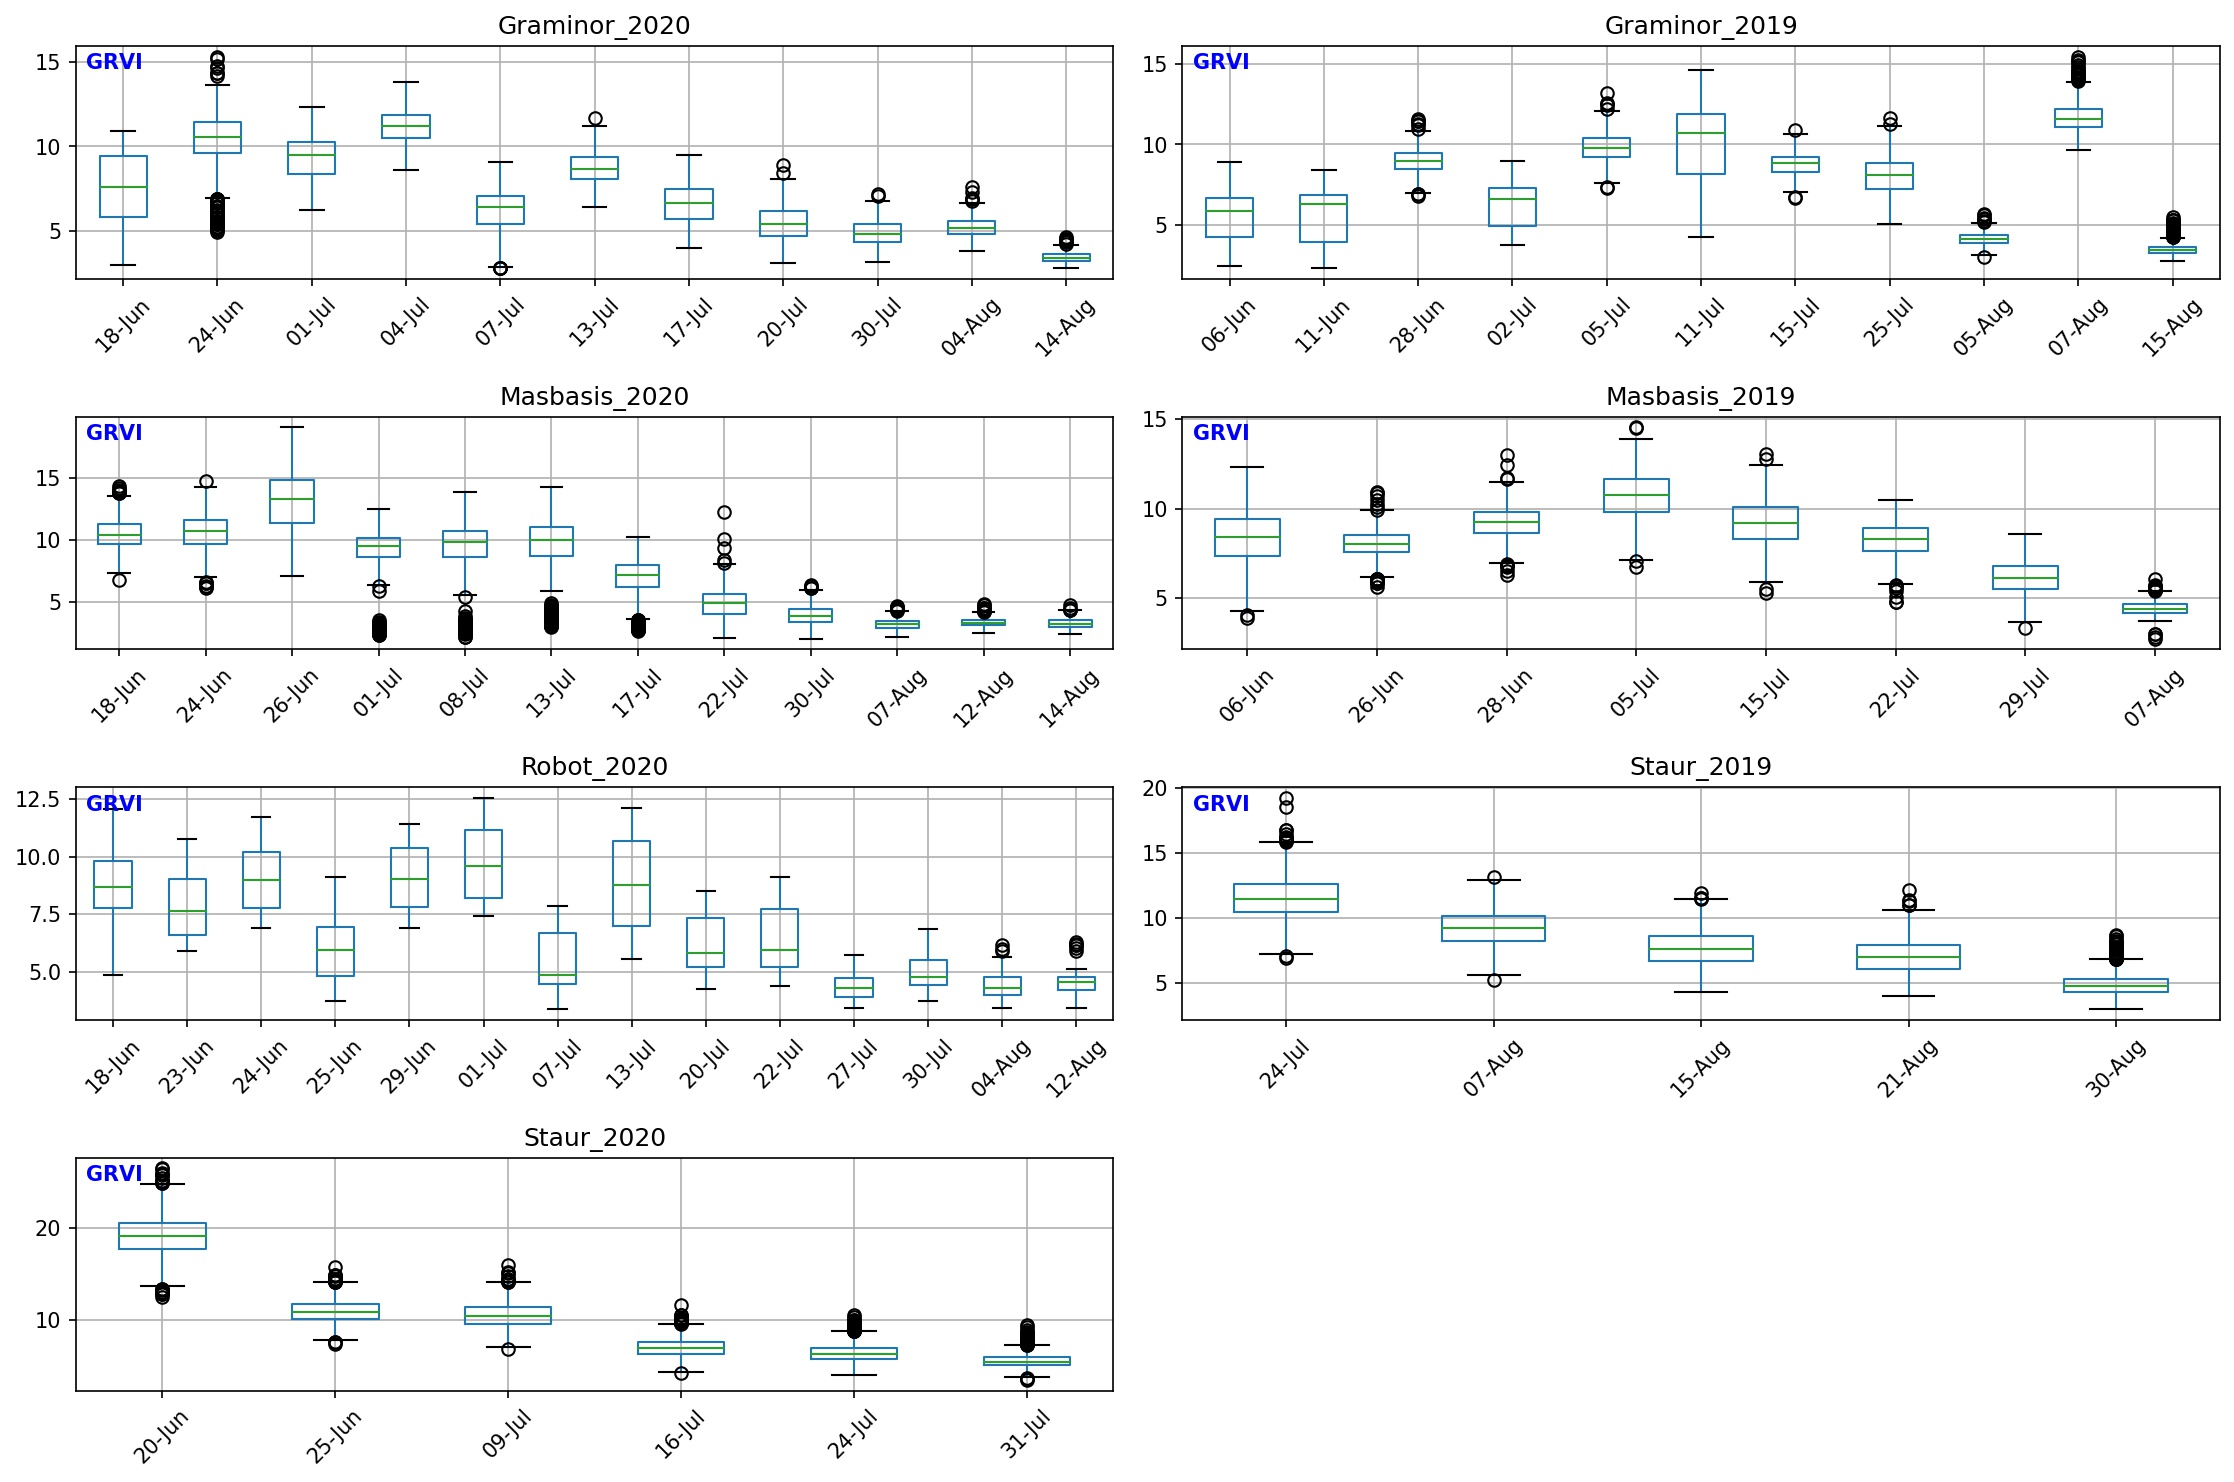 Graminor_2020
GRVI
15
10
5
18-Jun 24-Jun 01-Jul 04-Jul 07-Jul 13-Jul 17-Jul 20-Jul 30-Jul 04-Aug 14-Aug
Graminor_2019
GRVI
15
10
5
06-Jun 11-Jun 28-Jun 02-Jul 05-Jul 11-Jul 15-Jul 25-Jul 05-Aug 07-Aug 15-Aug
Masbasis_2020
GRVI
15
10
5
18-Jun 24-Jun 26-Jun 01-Jul 08-Jul 13-Jul 17-Jul 22-Jul 30-Jul 07-Aug 12-Aug 14-Aug
Masbasis_2019
15
GRVI
10
5
06-Jun 26-Jun 28-Jun 05-Jul 15-Jul 22-Jul 29-Jul 07-Aug
Robot_2020
12.5
GRVI
10.0
7.5
5.0
18-Jun 23-Jun 24-Jun 25-Jun 29-Jun 01-Jul 07-Jul 13-Jul 20-Jul 22-Jul 27-Jul 30-Jul 04-Aug 12-Aug
Staur_2019
20
GRVI
15
10
5
24-Jul 07-Aug 15-Aug 21-Aug 30-Aug
Staur_2020
GRVI
20
10
20-Jun 25-Jun 09-Jul 16-Jul 24-Jul 31-Jul